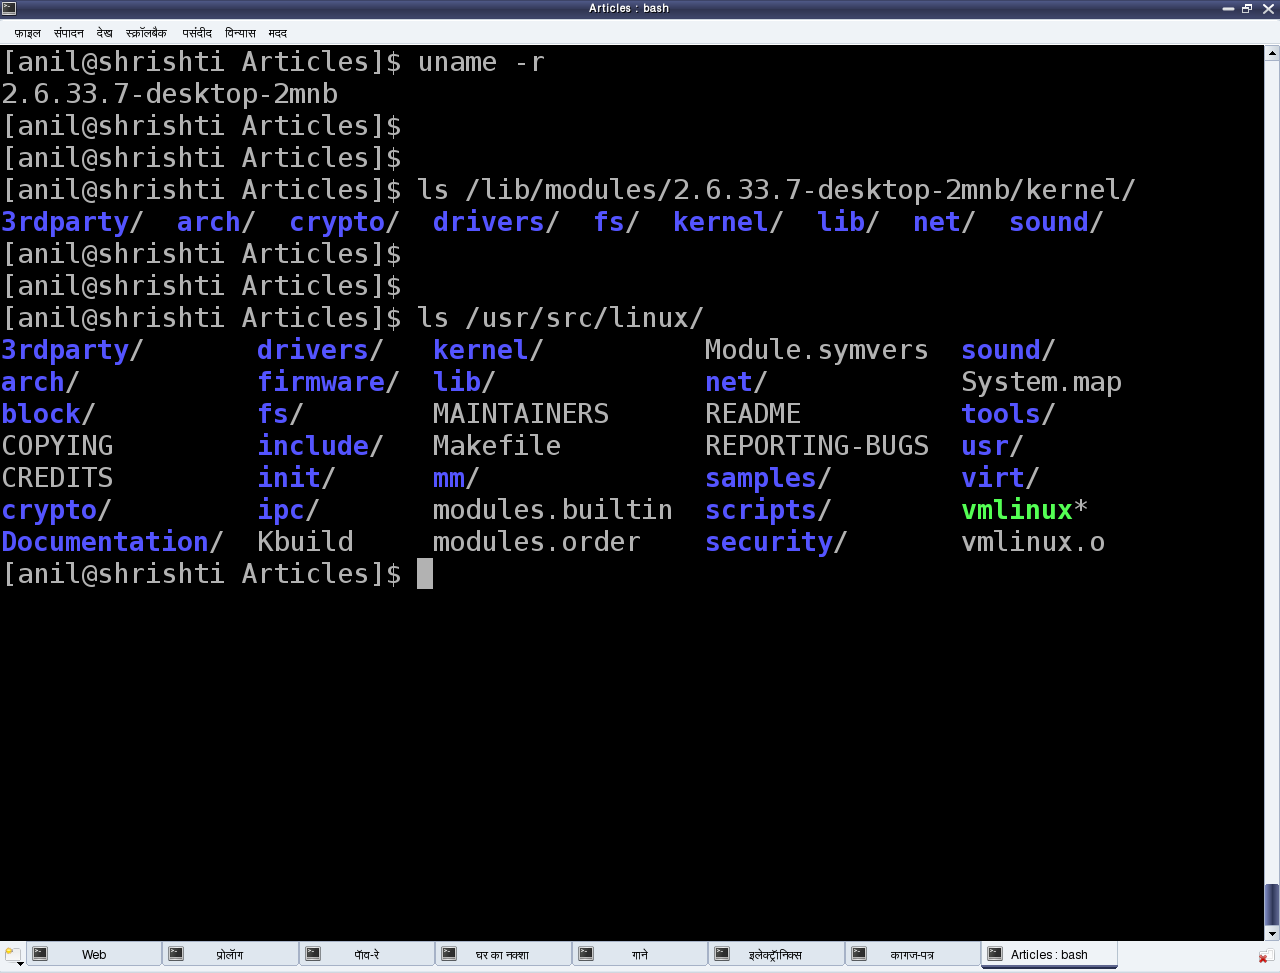 Articles : bash
फ़ाइल संपादन देख स्क्रॉलबैक पसंदीद विन्यास मदद
[anil@shrishti Articles]$ uname -r
2.6.33.7-desktop-2mnb
[anil@shrishti Articles]$
[anil@shrishti Articles]$
[anil@shrishti Articles]$ ls /lib/modules/2.6.33.7-desktop-2mnb/kernel/
3rdparty/ arch/ crypto/ drivers/ fs/ kernel/ lib/ net/ sound/
[anil@shrishti Articles]$
[anil@shrishti Articles]$
[anil@shrishti Articles]$ ls /usr/src/linux/
3rdparty/ drivers/ kernel/ Module.symvers sound/
arch/ firmware/ lib/ net/ System.map
block/ fs/ MAINTAINERS README tools/
COPYING include/ Makefile REPORTING-BUGS usr/
CREDITS init/ mm/ samples/ virt/
crypto/ ipc/ modules.builtin scripts/ vmlinux*
Documentation/ Kbuild modules.order security/ vmlinux.o
[anil@shrishti Articles]$
Web प्रोलॅाग पॅाव-रे घर का नक्शा गाने इलेक्ट्रॅानिक्स कागज-पत्र Articles : bash